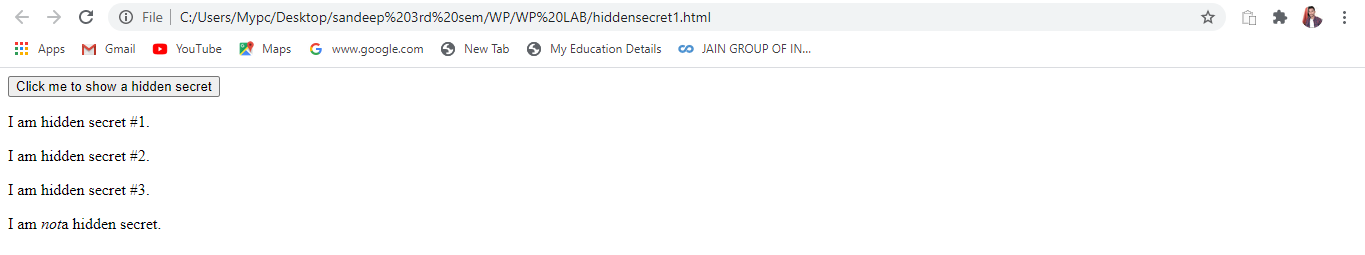 File C:/Users/Mypc/Desktop/sandeep%203rd%20sem/WP/WP%20LAB/hiddensecret1.html
Apps Gmail YouTube Maps www.google.com New Tab My Education Details JAIN GROUP OF IN...
Click me to show a hidden secret
I am hidden secret #1.
I am hidden secret #2.
I am hidden secret #3.
I am nota hidden secret.